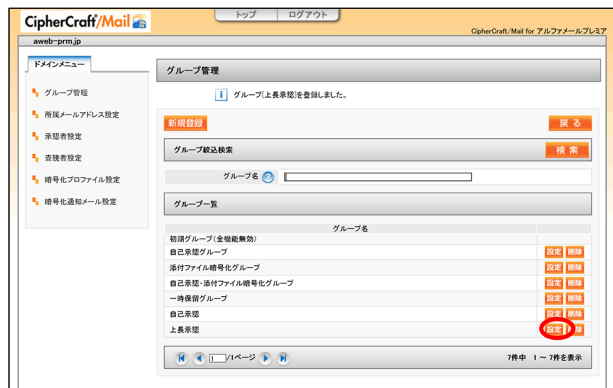 CipherCraft/Mail
トップ ログアウト
CipherCraft/Mail for アルファメールプレミア
aweb-prm.jp
ドメインメニュー
グループ管理
所属メールアドレス設定
承認者設定
査閲者設定
暗号化プロファイル設定
暗号化通知メール設定
グループ管理
グループ[上長承認]を登録しました。
新規登録 戻る
グループ絞込検索 検索
グループ名
グループ一覧
グループ名
初期グループ(全機能無効)
自己承認グループ 設定 削除
添付ファイル暗号化グループ 設定 削除
自己承認・添付ファイル暗号化グループ 設定 削除
一時保留グループ 設定 削除
自己承認 設定 削除
上長承認 設定 削除
1 /1ページ 7件中 1 ～ 7件を表示